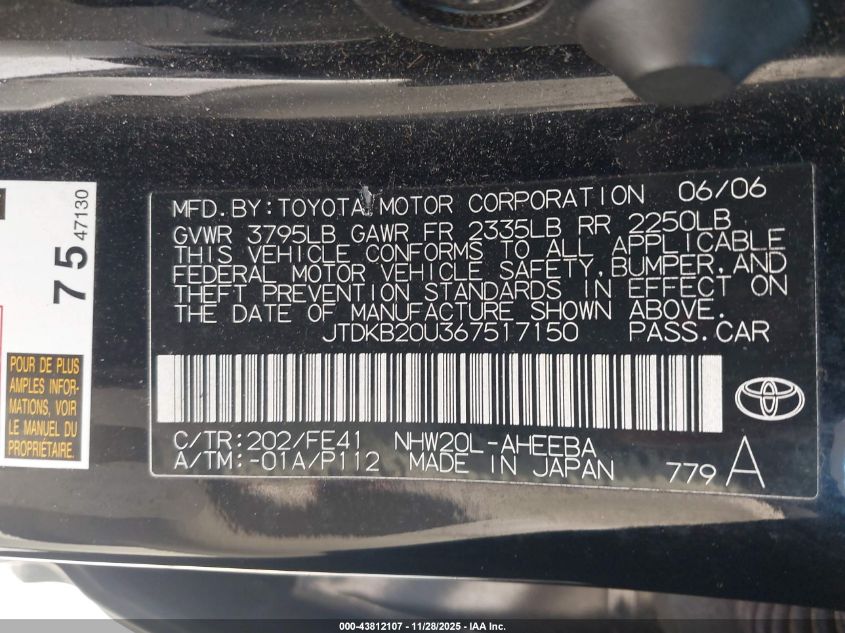 MFD.BY:TOYOTA MOTOR CORPORATION 06/06
GVWR 3795LB GAWR FR 2335LB RR 2250LB
THIS VEHICLE CONFORMS TO ALL APPLICABLE
FEDERAL MOTOR VEHICLE SAFETY,BUMPER,AND
THEFT PREVENTION STANDARDS IN EFFECT ON
THE DATE OF MANUFACTURE SHOWN ABOVE.
JTDKB20U367517150 PASS.CAR
C/TR:202/FE41 NHW20L-AHEEBA
A/TM:-01A/P112 MADE IN JAPAN 779 A
75 47130
POUR DE PLUS
AMPLES INFOR-
MATIONS, VOIR
LE MANUEL DU
PROPRIÉTAIRE.
000-43812107 | 11/28/2025 - IAA Inc.